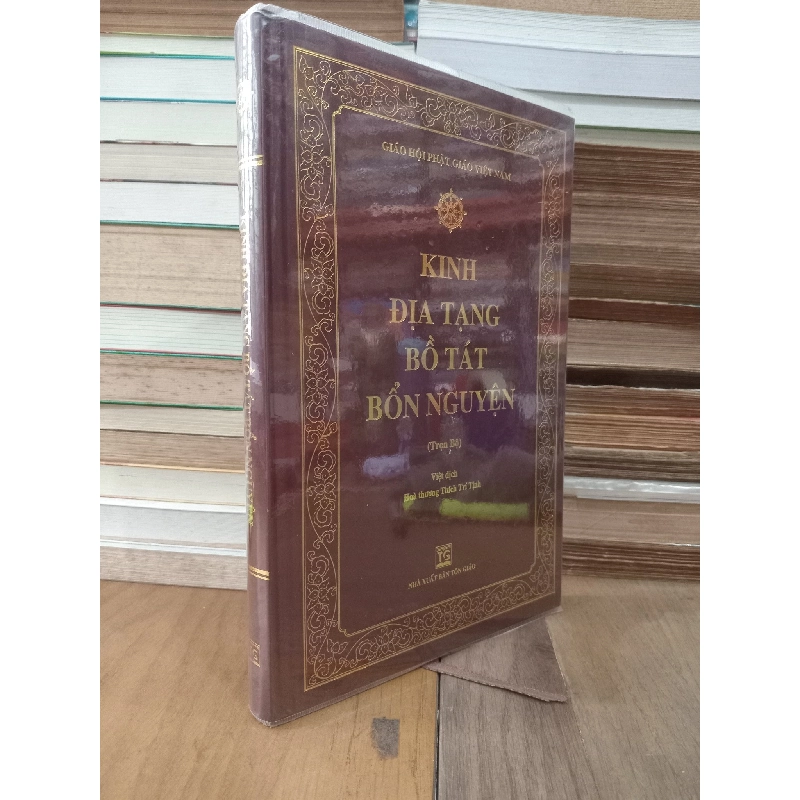 GIÁO HỘI PHẬT GIÁO VIỆT NAM
KINH
ĐỊA TẠNG
BỒ TÁT
BỔN NGUYỆN
(Trọn Bộ)
Việt dịch
Hoà thượng Thích Trí Tịnh
TG
NHÀ XUẤT BẢN TÔN GIÁO